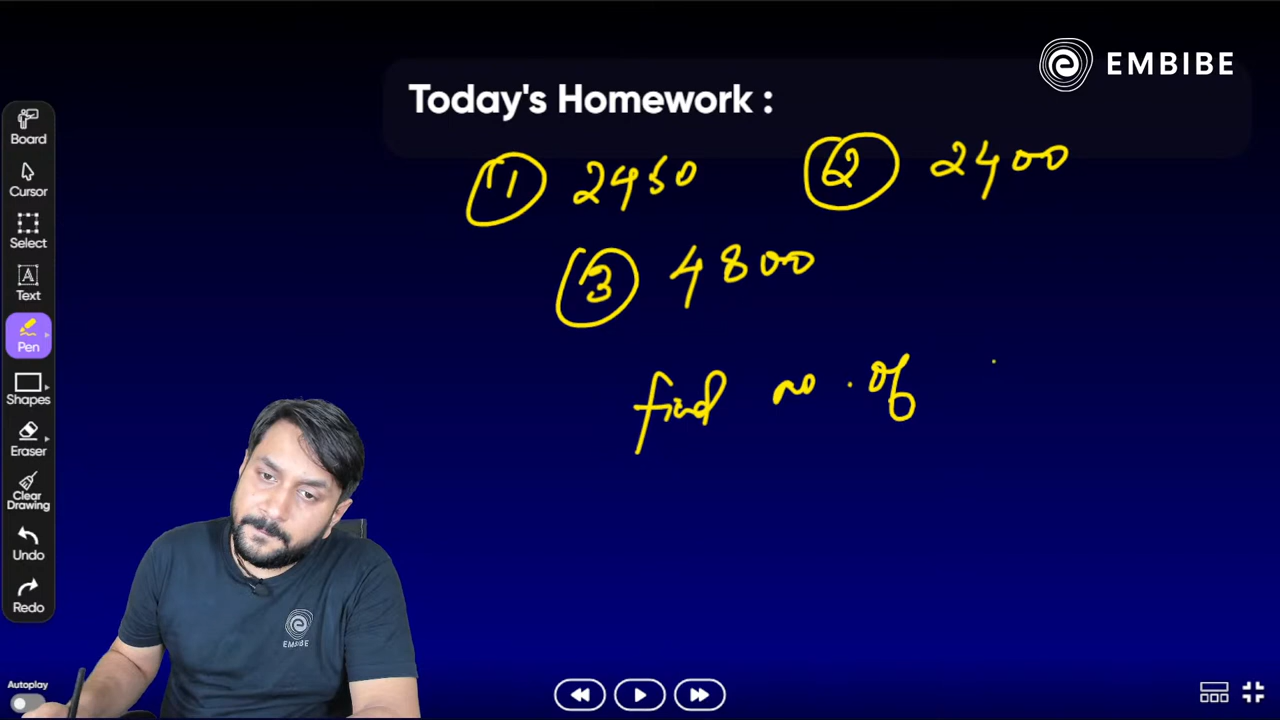 EMBIBE
Today's Homework :
① 2450 ② 2400
③ 4800
find no. of
Board
Cursor
Select
A
Text
Pen
Shapes
Eraser
Clear
Drawing
Undo
Redo
Autoplay
EMBIBE